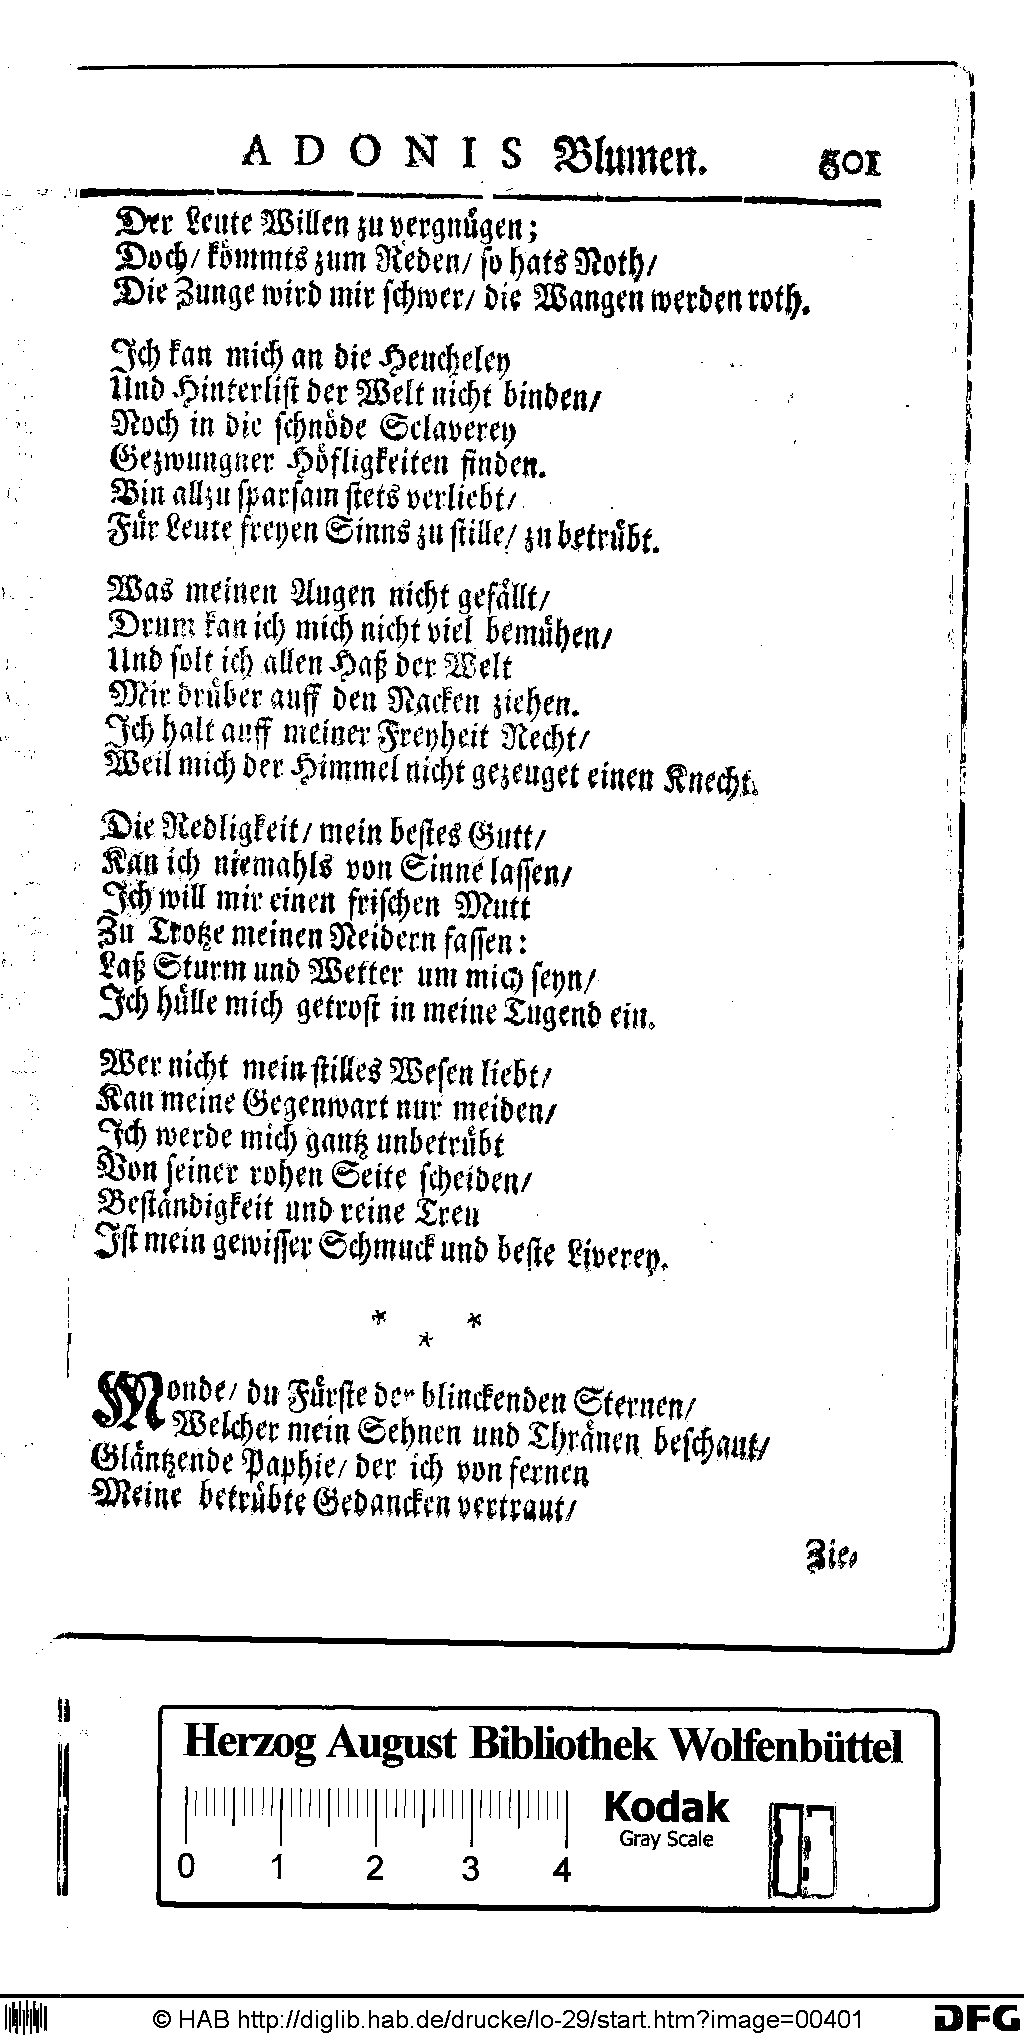 ADONIS Blumen. 501
Der Leute Willen zu vergnügen;
Doch/ kömmts zum Reden/ so hats Noth/
Die Zunge wird mir schwer/ die Wangen werden roth.
Ich kan mich an die Heucheley
Und Hinterlist der Welt nicht binden/
Noch in die schnöde Sclaverey
Gezwungner Höfligkeiten finden.
Bin allzu sparsam stets verliebt/
Für Leute freyen Sinns zu stille/ zu betrübt.
Was meinen Augen nicht gefällt/
Drum kan ich mich nicht viel bemühen/
Und solt ich allen Haß der Welt
Mir drüber auff den Nacken ziehen.
Ich halt auff meiner Freyheit Recht/
Weil mich der Himmel nicht gezeuget einen Knecht.
Die Redligkeit/ mein bestes Gutt/
Kan ich niemahls von Sinne lassen/
Ich will mir einen frischen Mutt
Zu Trotze meinen Neidern fassen:
Laß Sturm und Wetter um mich seyn/
Ich hülle mich getrost in meine Tugend ein.
Wer nicht mein stilles Wesen liebt/
Kan meine Gegenwart nur meiden/
Ich werde mich gantz unbetrübt
Von seiner rohen Seite scheiden/
Beständigkeit und reine Treu
Ist mein gewisser Schmuck und beste Liverey.
* * *
Monde/ du Fürste der blinckenden Sternen/
Welcher mein Sehnen und Thränen beschaut/
Gläntzende Paphie/ der ich von fernen
Meine betrübte Gedancken vertraut/
Zie-
Herzog August Bibliothek Wolfenbüttel
Kodak
Gray Scale
0 1 2 3 4
© HAB http://diglib.hab.de/drucke/lo-29/start.htm?image=00401
DFG